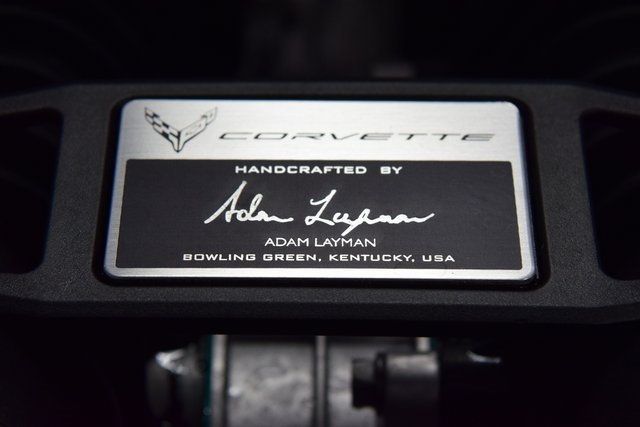 CORVETTE
HANDCRAFTED BY
Adam Layman
ADAM LAYMAN
BOWLING GREEN, KENTUCKY, USA